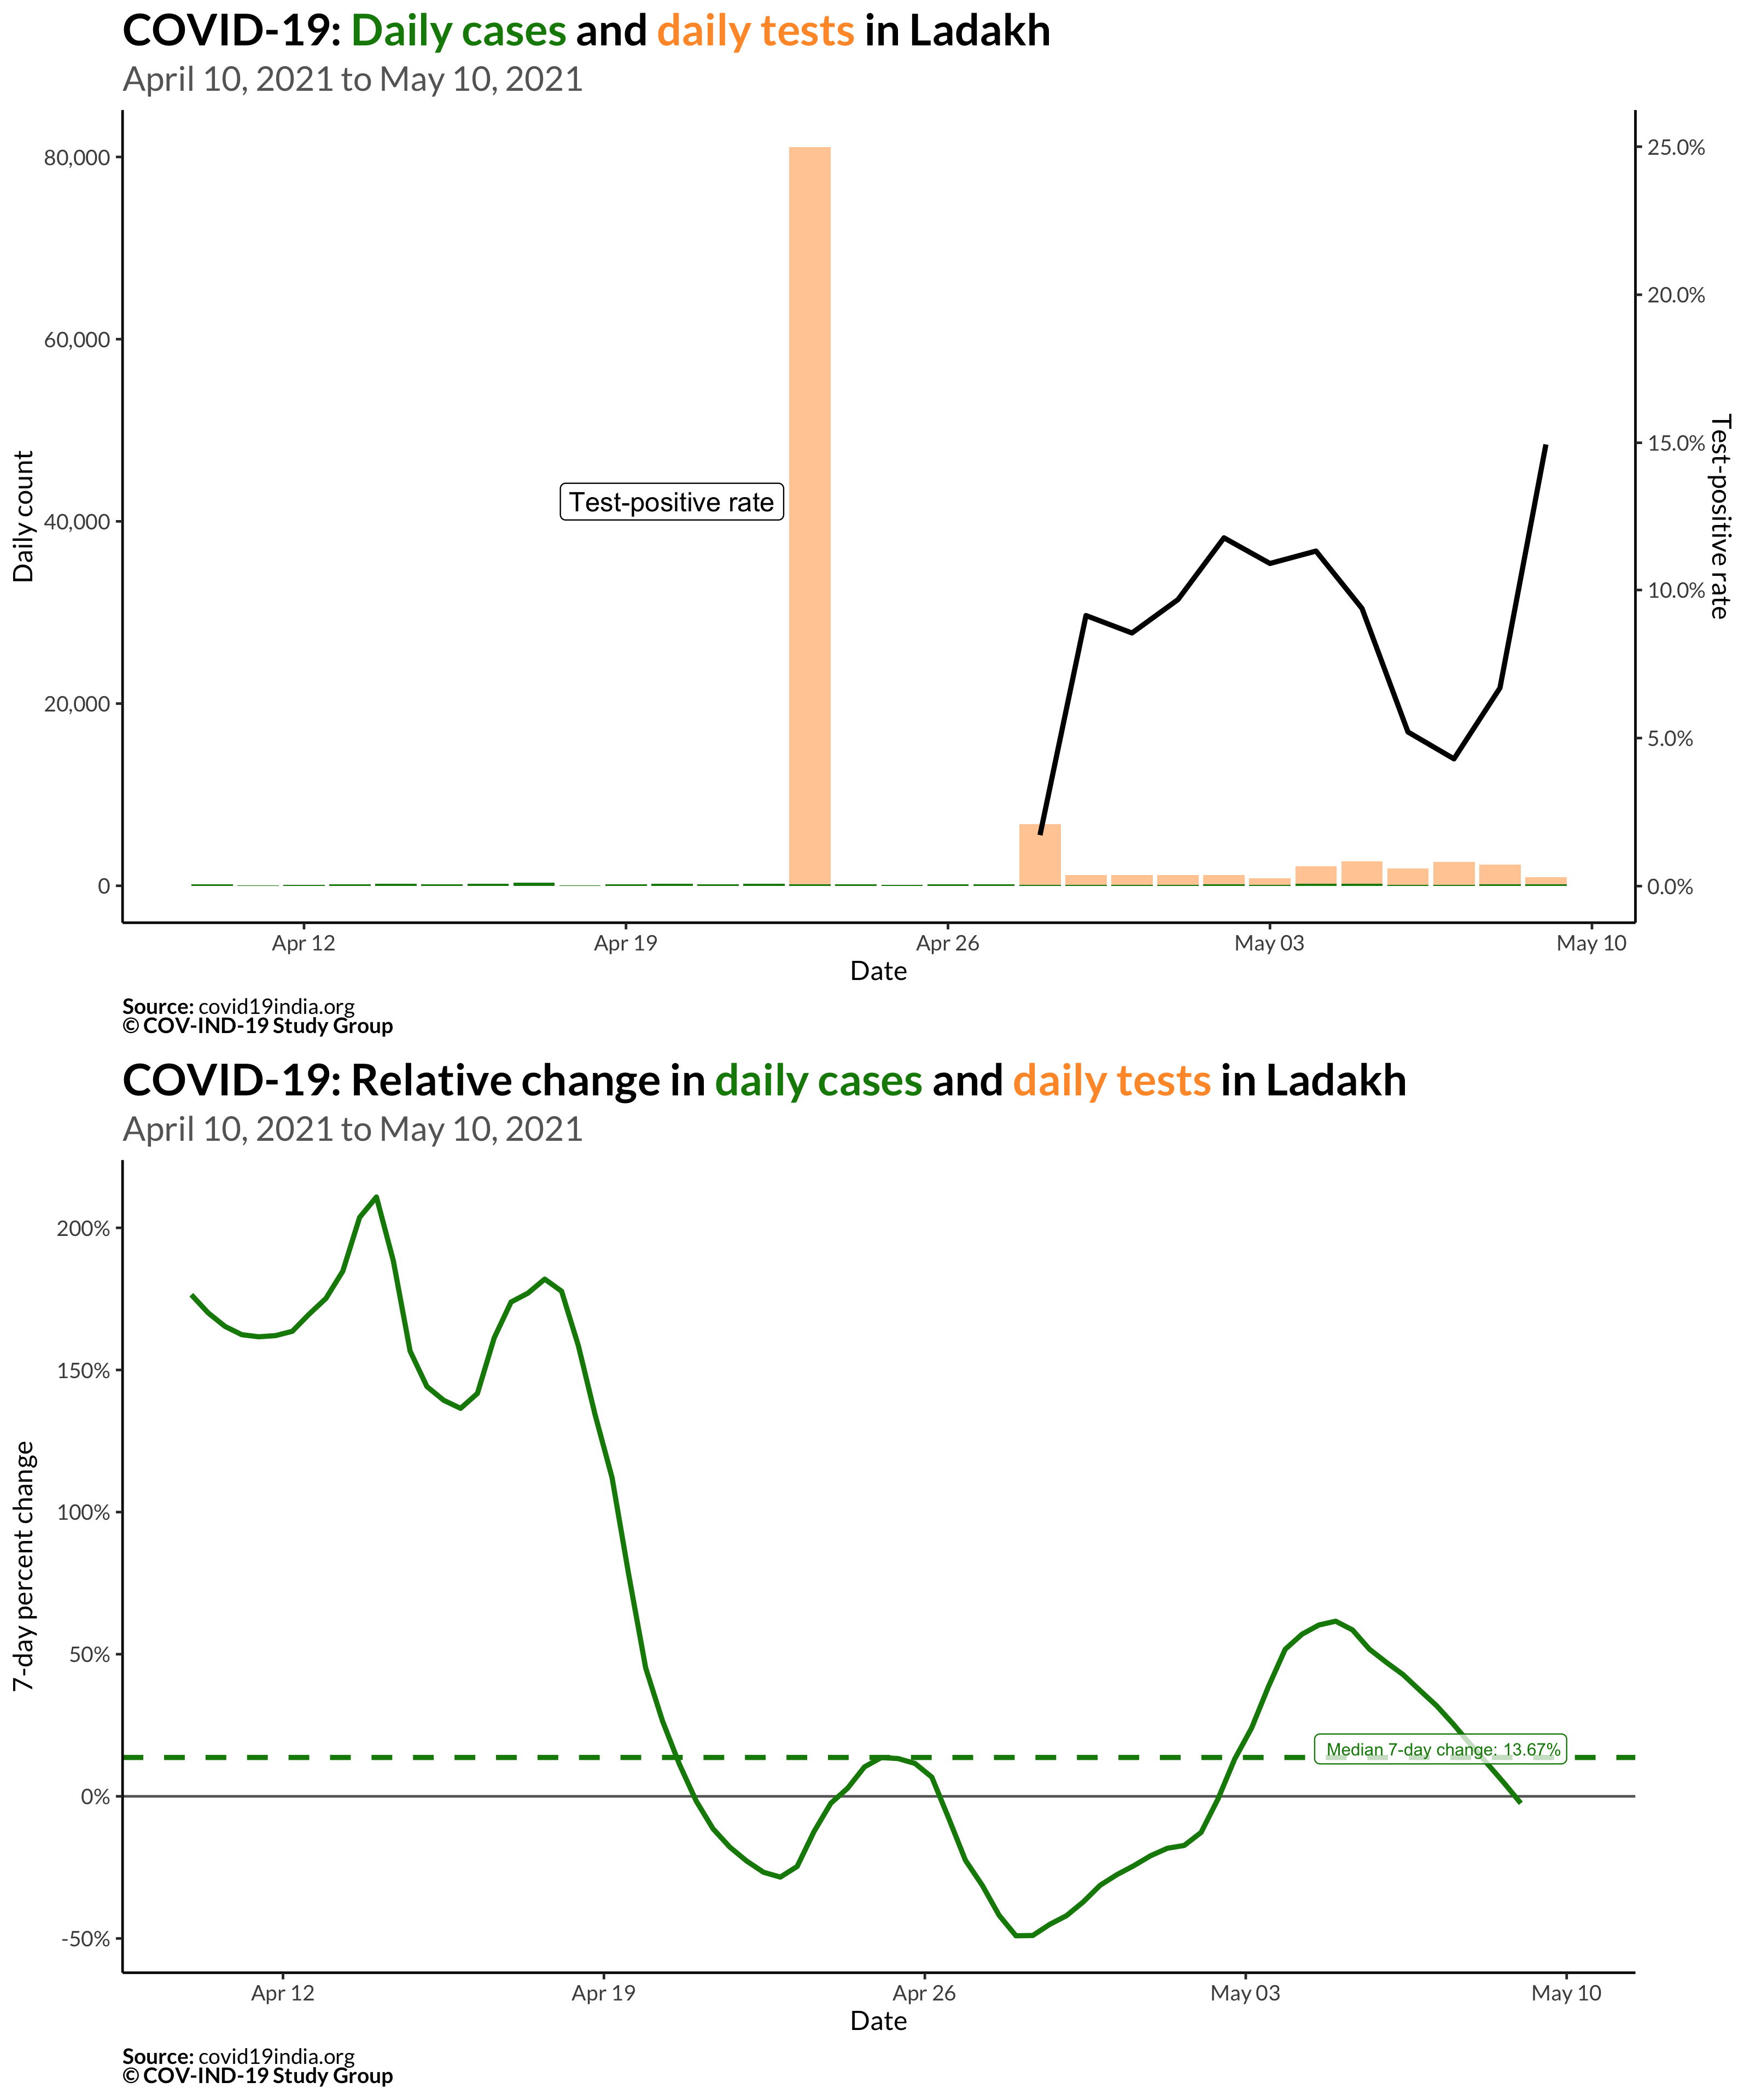 COVID-19: Daily cases and daily tests in Ladakh
April 10, 2021 to May 10, 2021
80,000
60,000
40,000
20,000
0
Daily count
25.0%
20.0%
15.0%
10.0%
5.0%
0.0%
Test-positive rate
Test-positive rate
Apr 12
Apr 19
Apr 26
May 03
May 10
Date
Source: covid19india.org
© COV-IND-19 Study Group
COVID-19: Relative change in daily cases and daily tests in Ladakh
April 10, 2021 to May 10, 2021
200%
150%
100%
50%
0%
-50%
7-day percent change
Median 7-day change: 13.67%
Apr 12
Apr 19
Apr 26
May 03
May 10
Date
Source: covid19india.org
© COV-IND-19 Study Group